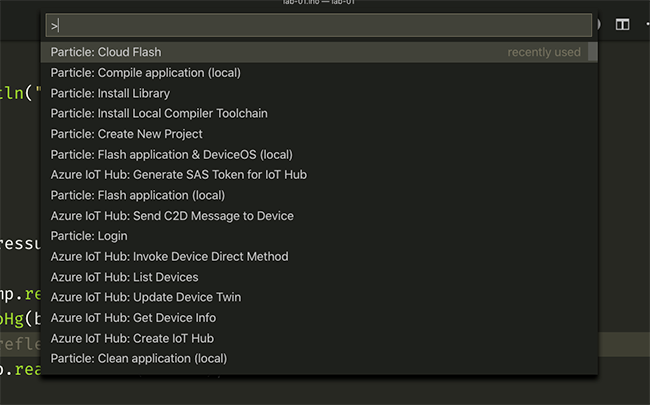 lab-01.ino — lab-01
>
Particle: Cloud Flash recently used
Particle: Compile application (local)
Particle: Install Library
tln("
Particle: Install Local Compiler Toolchain
Particle: Create New Project
Particle: Flash application & DeviceOS (local)
Azure IoT Hub: Generate SAS Token for IoT Hub
Particle: Flash application (local)
Azure IoT Hub: Send C2D Message to Device
Particle: Login
ressu
Azure IoT Hub: Invoke Device Direct Method
Azure IoT Hub: List Devices
mp.re
Azure IoT Hub: Update Device Twin
oHg(b
Azure IoT Hub: Get Device Info
refle
Azure IoT Hub: Create IoT Hub
Particle: Clean application (local)
p.rea